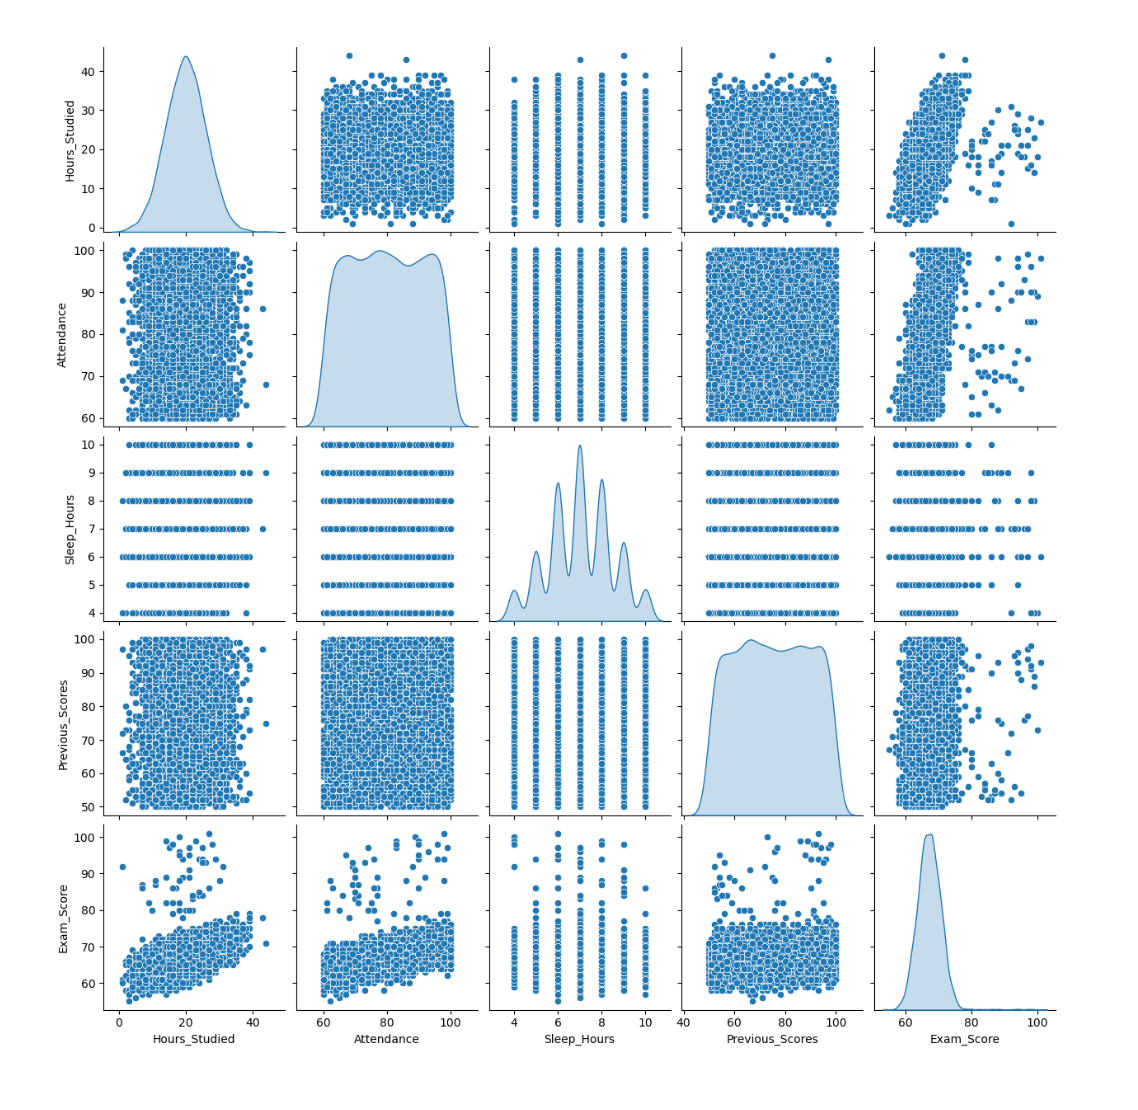 40
30
20
10
0
Hours_Studied
100
90
80
70
60
Attendance
10
9
8
7
6
5
4
Sleep_Hours
100
90
80
70
60
50
Previous_Scores
100
90
80
70
60
Exam_Score
0 20 40
60 80 100
4 6 8 10
40 60 80 100
60 80 100
Hours_Studied Attendance Sleep_Hours Previous_Scores Exam_Score